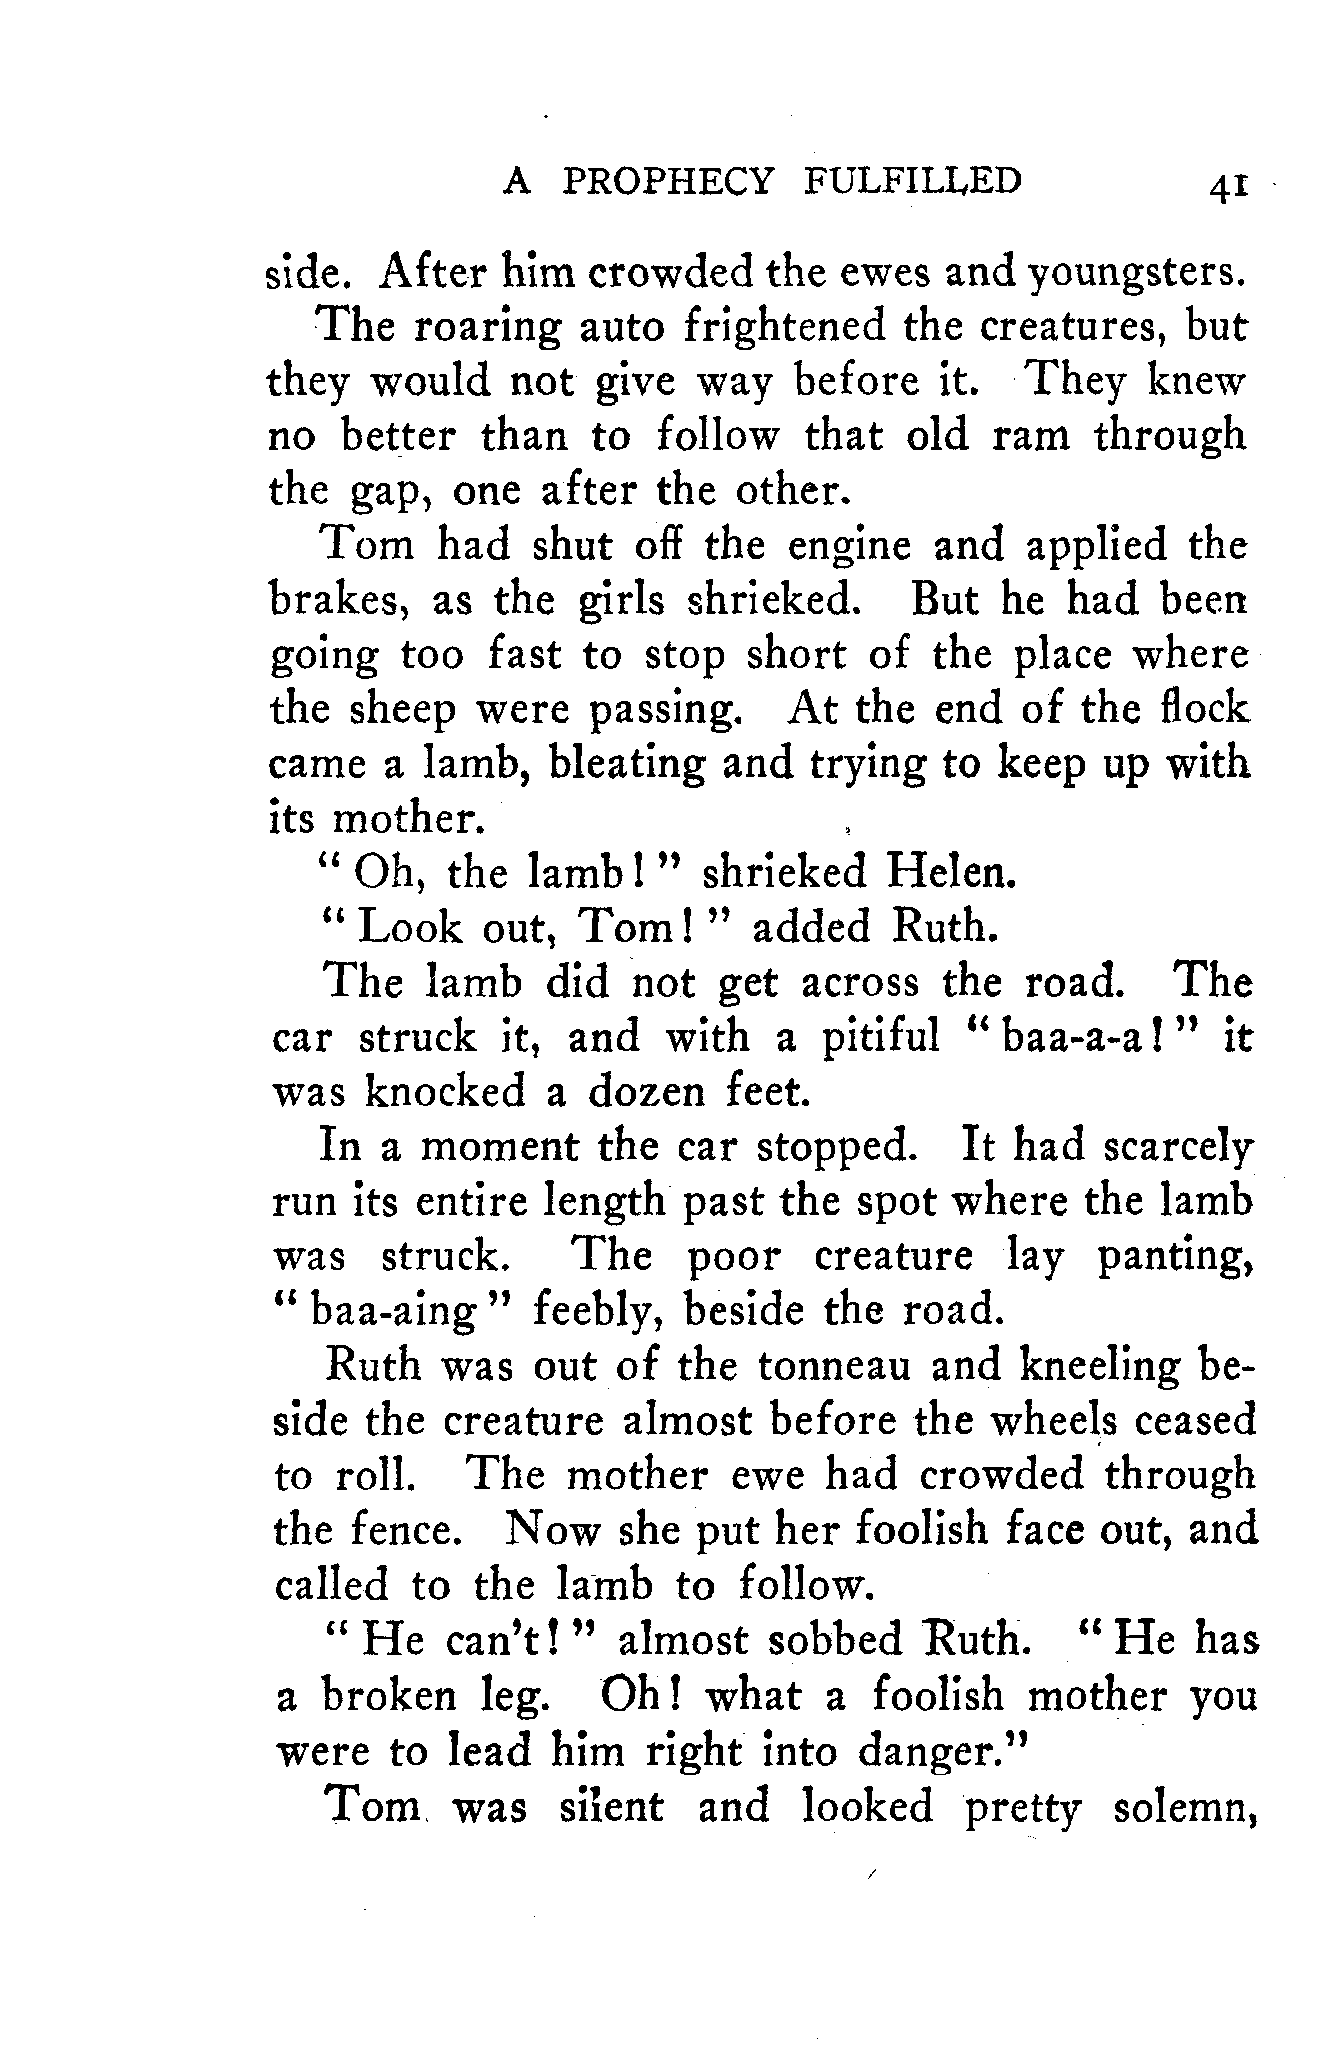 A PROPHECY FULFILLED 41
side. After him crowded the ewes and youngsters.
The roaring auto frightened the creatures, but
they would not give way before it. They knew
no better than to follow that old ram through
the gap, one after the other.
Tom had shut off the engine and applied the
brakes, as the girls shrieked. But he had been
going too fast to stop short of the place where
the sheep were passing. At the end of the flock
came a lamb, bleating and trying to keep up with
its mother.
" Oh, the lamb! " shrieked Helen.
" Look out, Tom! " added Ruth.
The lamb did not get across the road. The
car struck it, and with a pitiful " baa-a-a! " it
was knocked a dozen feet.
In a moment the car stopped. It had scarcely
run its entire length past the spot where the lamb
was struck. The poor creature lay panting,
" baa-aing " feebly, beside the road.
Ruth was out of the tonneau and kneeling be-
side the creature almost before the wheels ceased
to roll. The mother ewe had crowded through
the fence. Now she put her foolish face out, and
called to the lamb to follow.
" He can't! " almost sobbed Ruth. " He has
a broken leg. Oh! what a foolish mother you
were to lead him right into danger."
Tom was silent and looked pretty solemn,